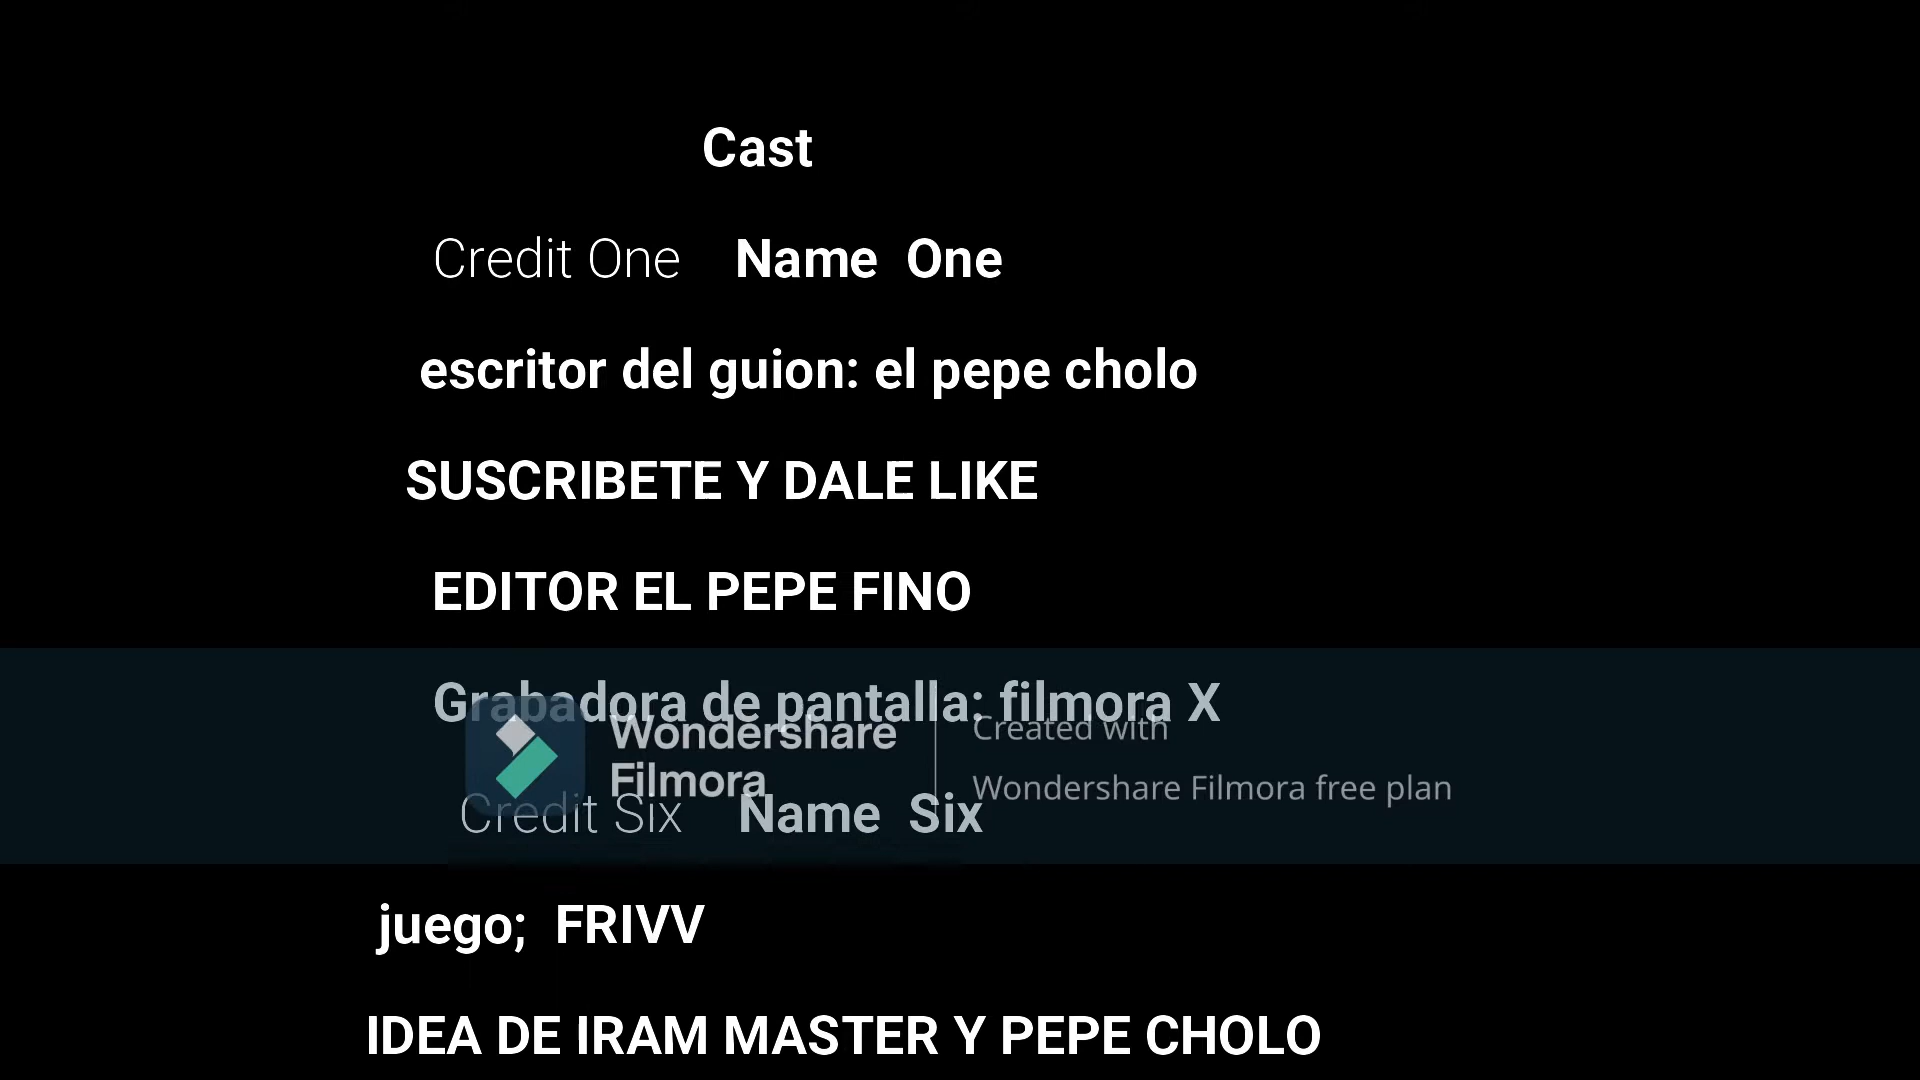 Cast
Credit One Name One
escritor del guion: el pepe cholo
SUSCRIBETE Y DALE LIKE
EDITOR EL PEPE FINO
Grabadora de pantalla: filmora X
Wondershare
Filmora
Created with
Wondershare Filmora free plan
Credit Six Name Six
juego; FRIVV
IDEA DE IRAM MASTER Y PEPE CHOLO